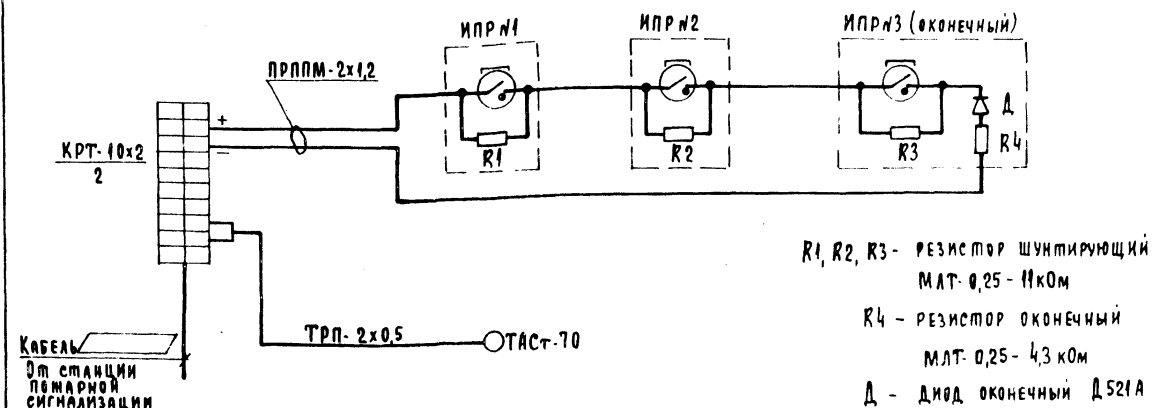 ИПР №1
ИПР №2
ИПР №3 (оконечный)
ПРППМ-2х1,2
+
−
КРТ-10х2
2
R1
R2
R3
Д
R4
ТРП-2х0,5
ТАСт-70
Кабель
От станции
пожарной
сигнализации
R1, R2, R3- резистор шунтирующий
МЛТ-0,25-11кОм
R4 - резистор оконечный
МЛТ-0,25-4,3 кОм
Д - Диод оконечный Д521А